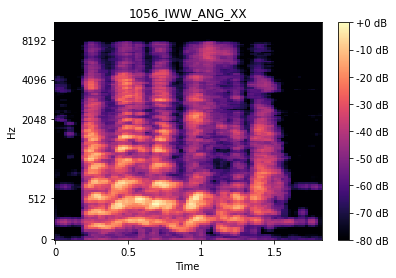 1056_IWW_ANG_XX
8192
4096
2048
1024
512
0
Hz
0
0.5
1
1.5
Time
+0 dB
-10 dB
-20 dB
-30 dB
-40 dB
-50 dB
-60 dB
-70 dB
-80 dB